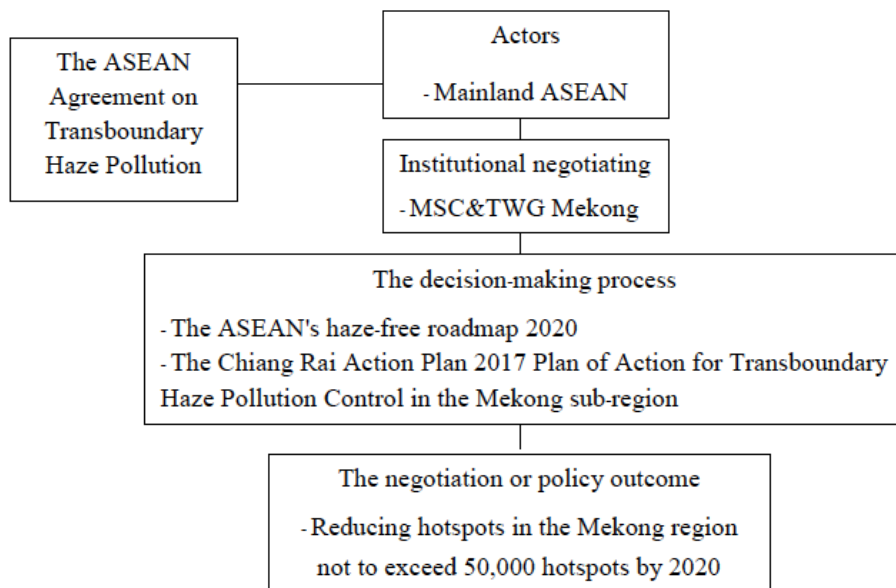 The ASEAN
Agreement on
Transboundary
Haze Pollution
Actors
- Mainland ASEAN
Institutional negotiating
- MSC&TWG Mekong
The decision-making process
- The ASEAN's haze-free roadmap 2020
- The Chiang Rai Action Plan 2017 Plan of Action for Transboundary
Haze Pollution Control in the Mekong sub-region
The negotiation or policy outcome
- Reducing hotspots in the Mekong region
not to exceed 50,000 hotspots by 2020